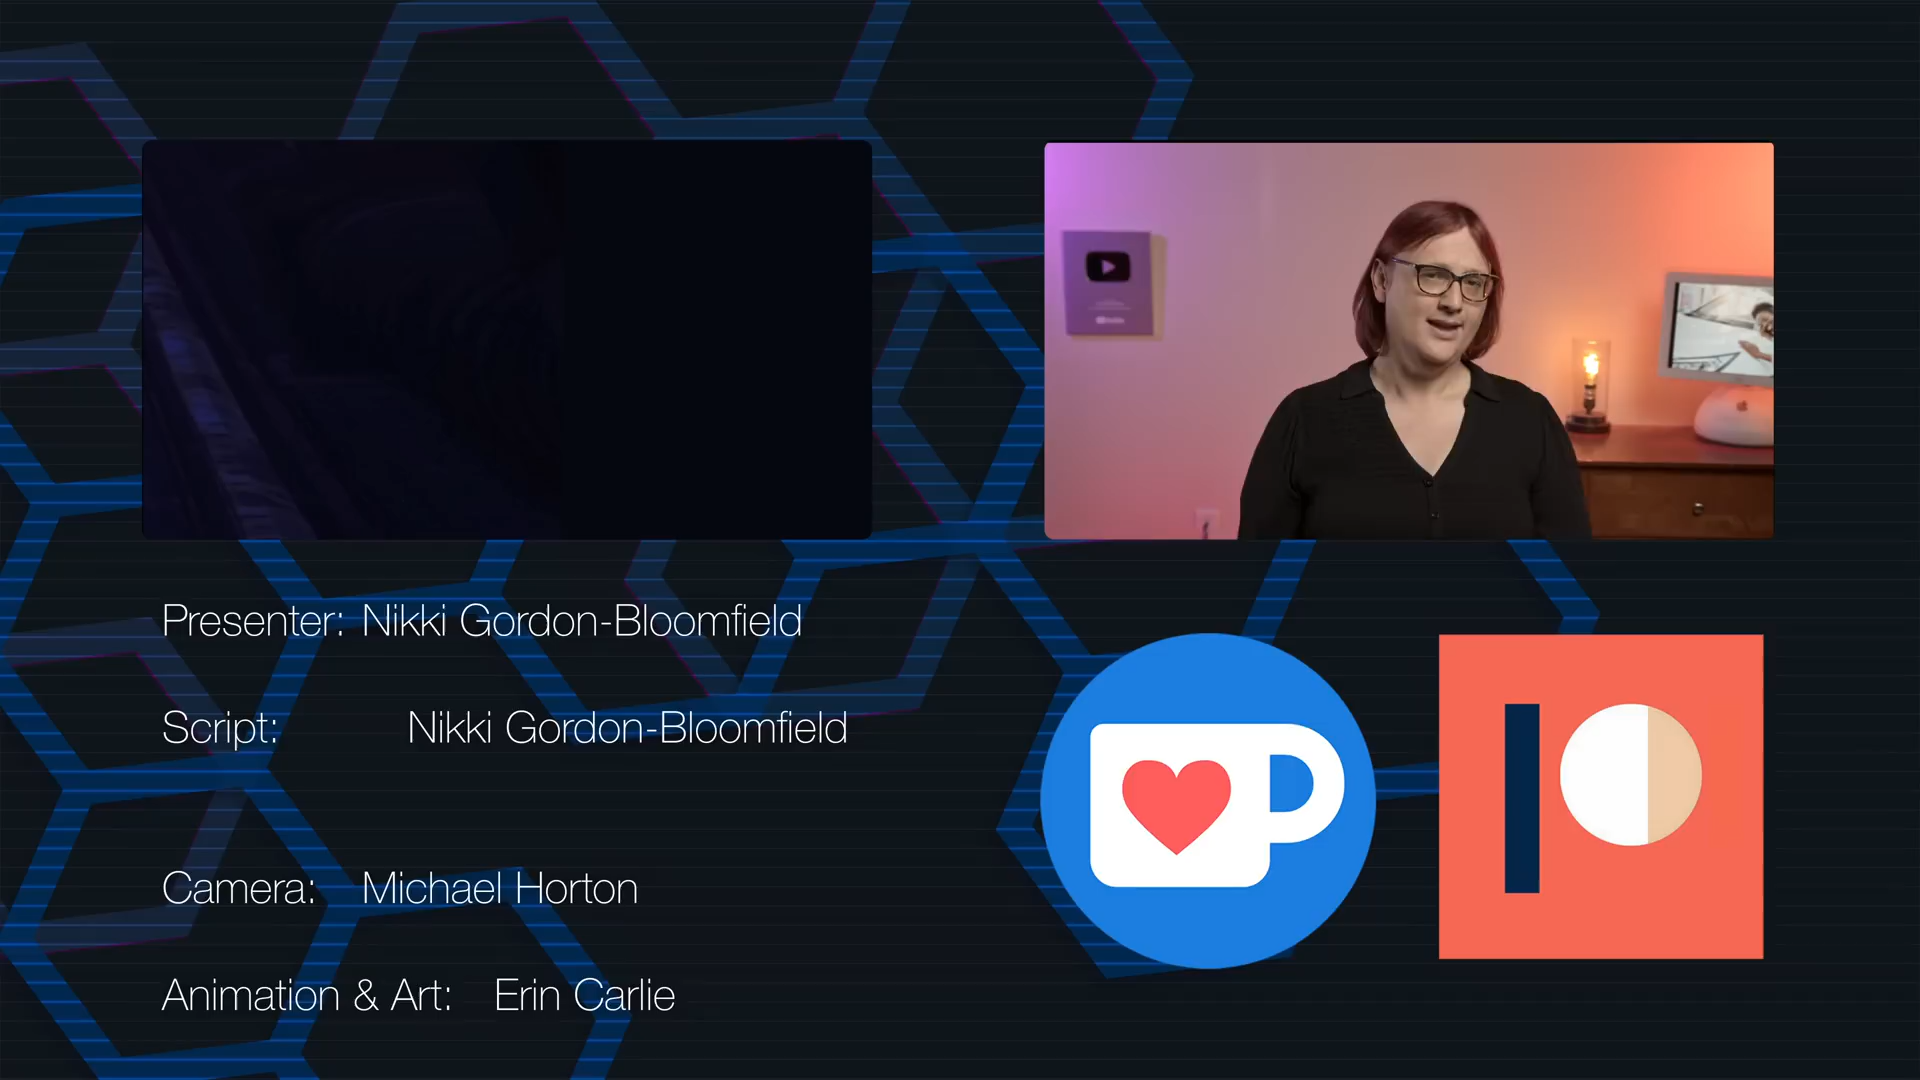 Presenter: Nikki Gordon-Bloomfield
Script: Nikki Gordon-Bloomfield
Camera: Michael Horton
Animation & Art: Erin Carlie